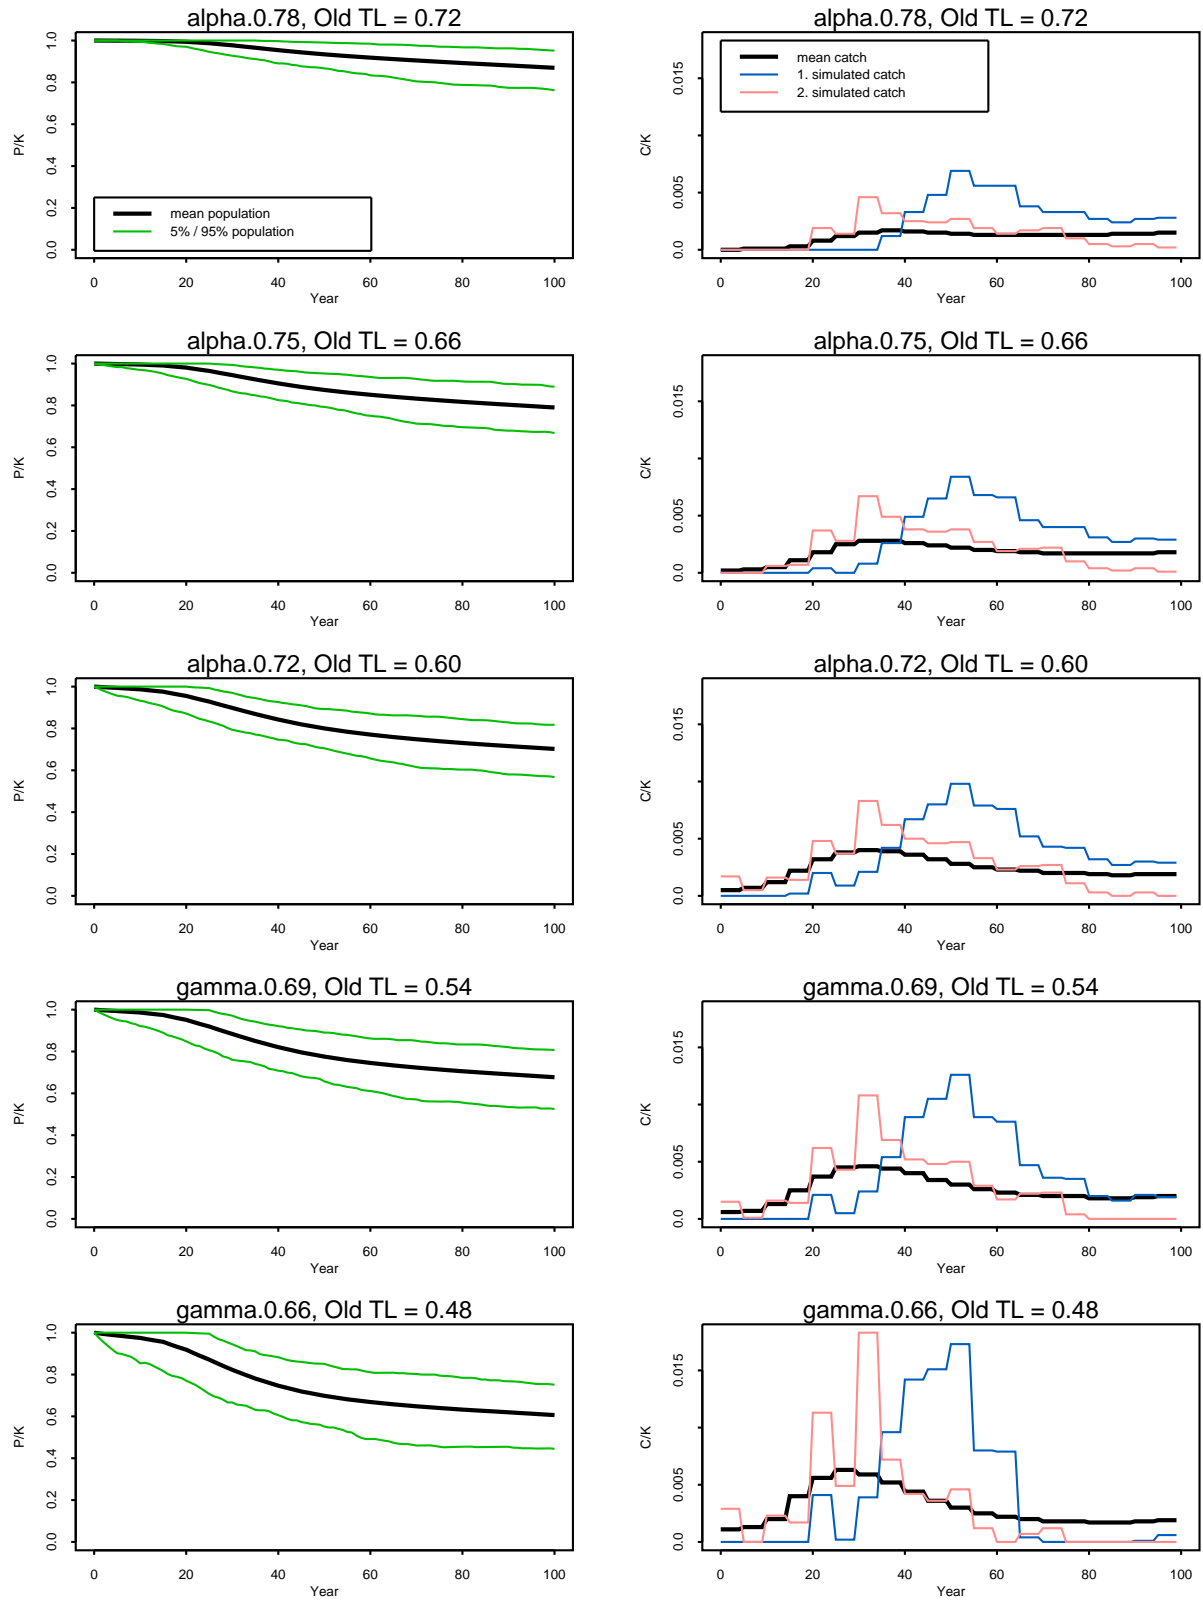 alpha.0.78, Old TL = 0.72
1.0
0.8
0.6
0.4
0.2
0.0
P/K
mean population
5% / 95% population
0 20 40 60 80 100
Year
alpha.0.78, Old TL = 0.72
0.015
0.005
0.0
C/K
mean catch
1. simulated catch
2. simulated catch
0 20 40 60 80 100
Year
alpha.0.75, Old TL = 0.66
1.0
0.8
0.6
0.4
0.2
0.0
P/K
0 20 40 60 80 100
Year
alpha.0.75, Old TL = 0.66
0.015
0.005
0.0
C/K
0 20 40 60 80 100
Year
alpha.0.72, Old TL = 0.60
1.0
0.8
0.6
0.4
0.2
0.0
P/K
0 20 40 60 80 100
Year
alpha.0.72, Old TL = 0.60
0.015
0.005
0.0
C/K
0 20 40 60 80 100
Year
gamma.0.69, Old TL = 0.54
1.0
0.8
0.6
0.4
0.2
0.0
P/K
0 20 40 60 80 100
Year
gamma.0.69, Old TL = 0.54
0.015
0.005
0.0
C/K
0 20 40 60 80 100
Year
gamma.0.66, Old TL = 0.48
1.0
0.8
0.6
0.4
0.2
0.0
P/K
0 20 40 60 80 100
Year
gamma.0.66, Old TL = 0.48
0.015
0.005
0.0
C/K
0 20 40 60 80 100
Year